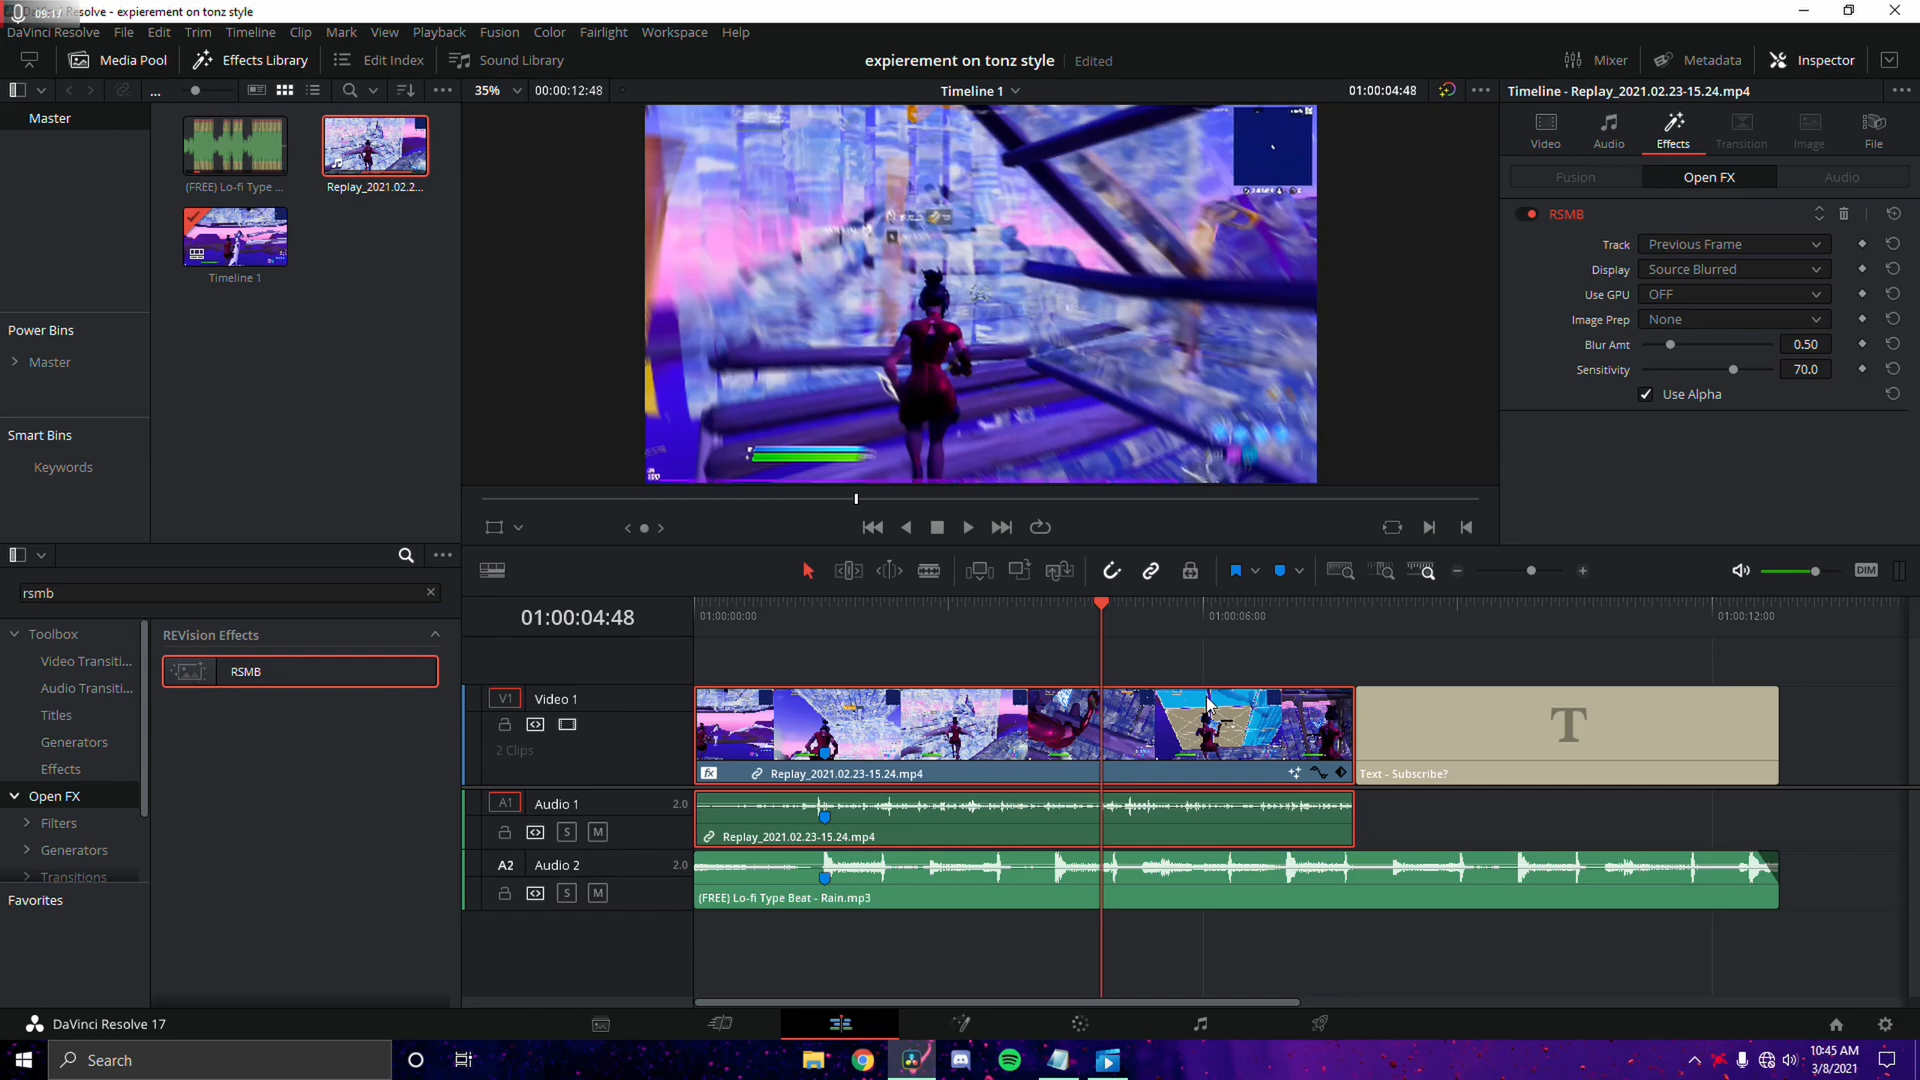 09:17
Resolve - expierement on tonz style
DaVinci Resolve File Edit Trim Timeline Clip Mark View Playback Fusion Color Fairlight Workspace Help
Media Pool Effects Library Edit Index Sound Library
expierement on tonz style Edited
Mixer Metadata Inspector
... 35% 00:00:12:48 Timeline 1 01:00:04:48 Timeline - Replay_2021.02.23-15.24.mp4
Master
(FREE) Lo-fi Type ... Replay_2021.02.2...
Timeline 1
Power Bins
Master
Smart Bins
Keywords
Video Audio Effects Transition Image File
Fusion Open FX Audio
RSMB
Track Previous Frame
Display Source Blurred
Use GPU OFF
Image Prep None
Blur Amt 0.50
Sensitivity 70.0
Use Alpha
rsmb
Toolbox
Video Transiti...
Audio Transiti...
Titles
Generators
Effects
Open FX
Filters
Generators
Transitions
Favorites
REVision Effects
RSMB
DIM
01:00:04:48
01:00:00:00 01:00:06:00 01:00:12:00
V1 Video 1
2 Clips
fx Replay_2021.02.23-15.24.mp4
T
Text - Subscribe?
A1 Audio 1 2.0
S M
Replay_2021.02.23-15.24.mp4
A2 Audio 2 2.0
S M
(FREE) Lo-fi Type Beat - Rain.mp3
DaVinci Resolve 17
Search
10:45 AM
3/8/2021